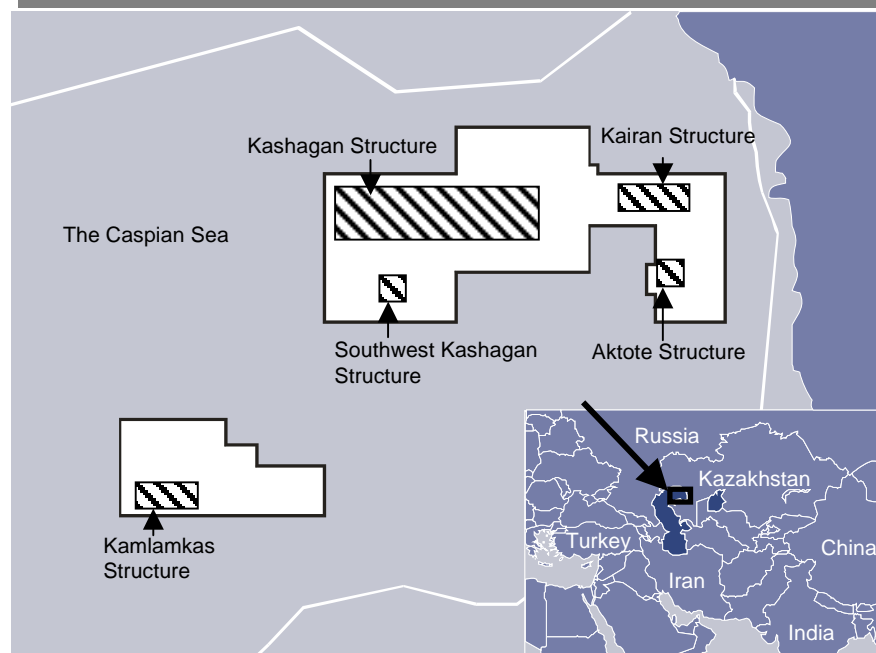 Kashagan Structure
Kairan Structure
The Caspian Sea
Southwest Kashagan
Structure
Aktote Structure
Kamlamkas
Structure
Russia
Kazakhstan
Turkey
China
Iran
India